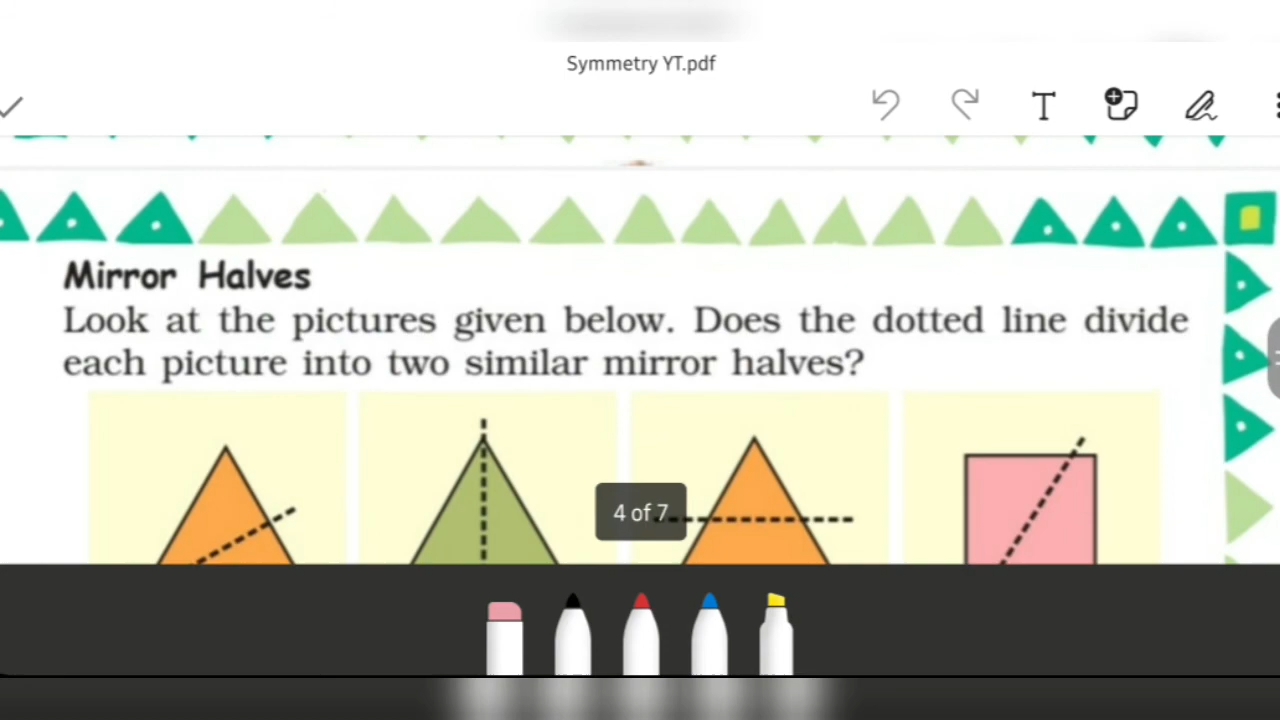 Symmetry YT.pdf
T
Mirror Halves
Look at the pictures given below. Does the dotted line divide
each picture into two similar mirror halves?
4 of 7